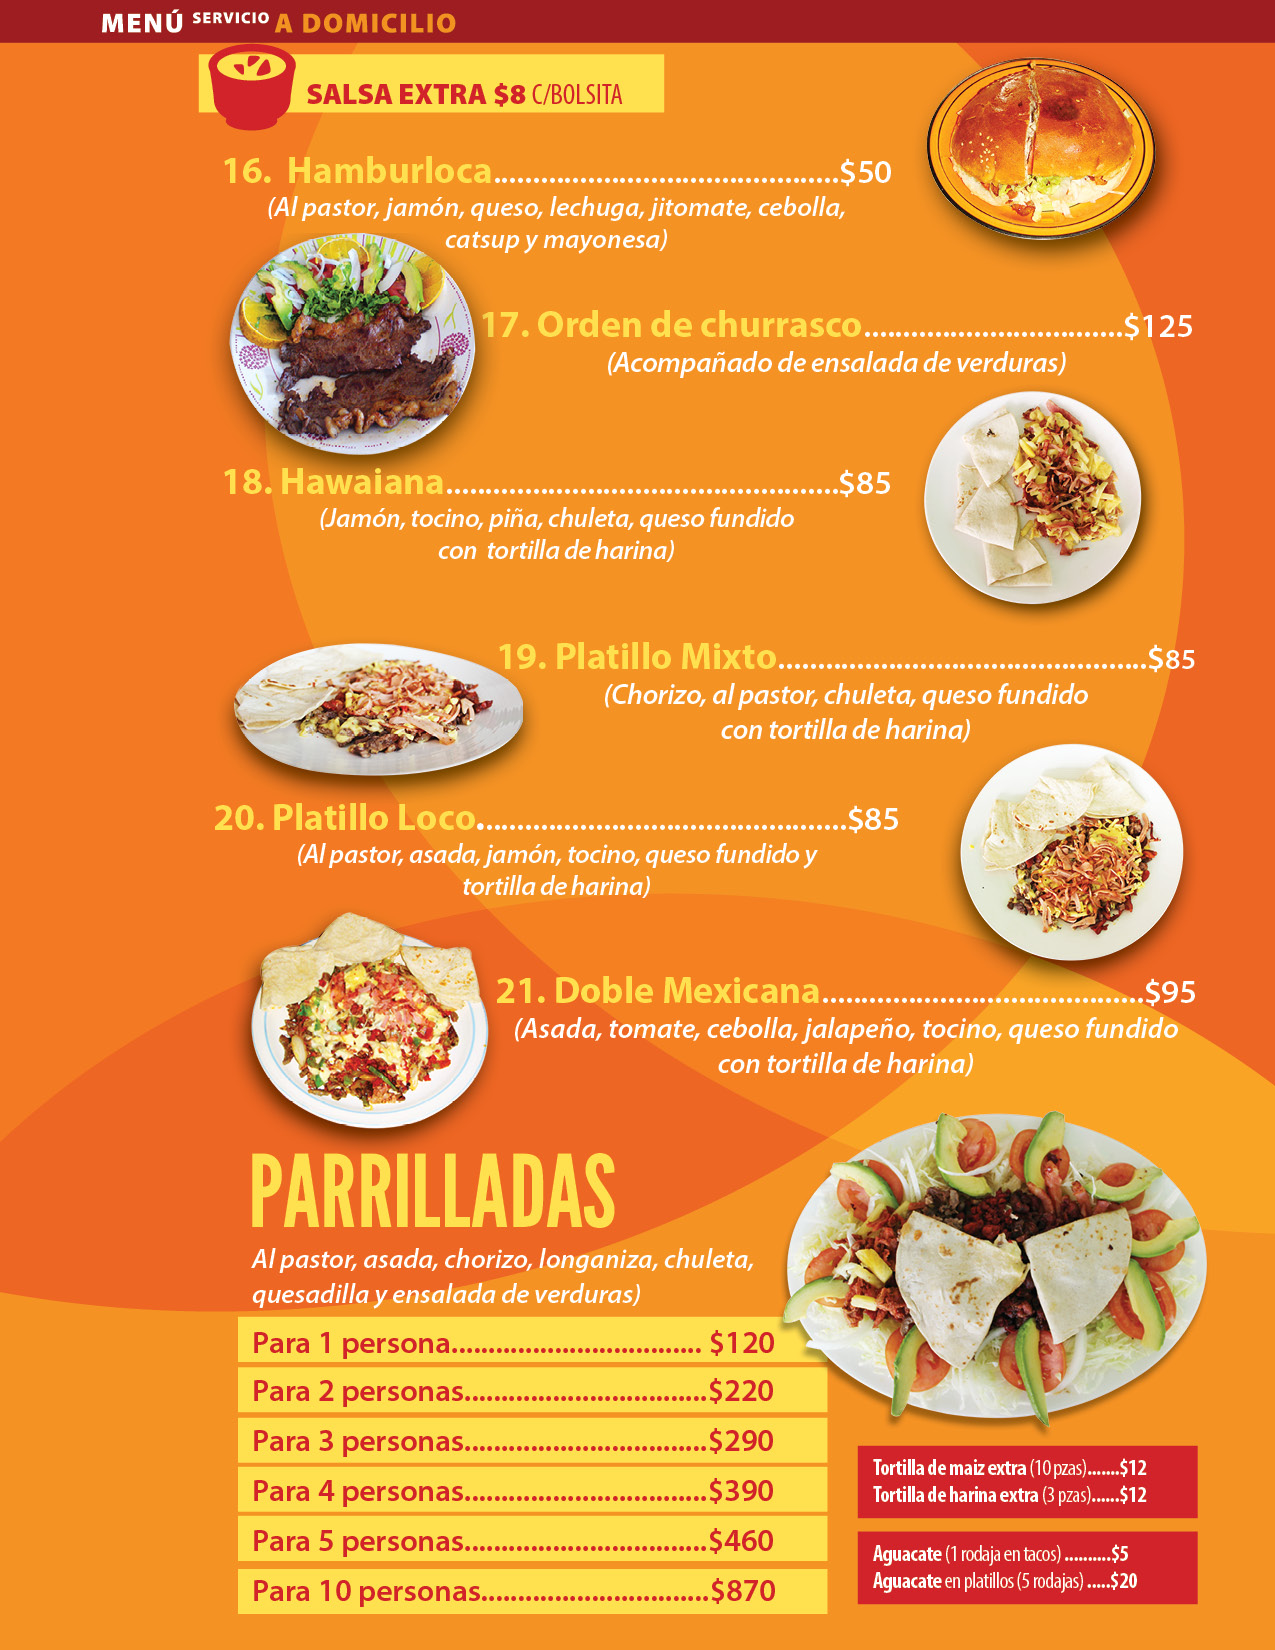 MENÚ SERVICIO A DOMICILIO
SALSA EXTRA $8 C/BOLSITA
16. Hamburloca...........................................$50
(Al pastor, jamón, queso, lechuga, jitomate, cebolla,
catsup y mayonesa)
17. Orden de churrasco................................$125
(Acompañado de ensalada de verduras)
18. Hawaiana.................................................$85
(Jamón, tocino, piña, chuleta, queso fundido
con tortilla de harina)
19. Platillo Mixto..............................................$85
(Chorizo, al pastor, chuleta, queso fundido
con tortilla de harina)
20. Platillo Loco..............................................$85
(Al pastor, asada, jamón, tocino, queso fundido y
tortilla de harina)
21. Doble Mexicana........................................$95
(Asada, tomate, cebolla, jalapeño, tocino, queso fundido
con tortilla de harina)
PARRILLADAS
Al pastor, asada, chorizo, longaniza, chuleta,
quesadilla y ensalada de verduras)
Para 1 persona.................................. $120
Para 2 personas.................................$220
Para 3 personas.................................$290
Para 4 personas.................................$390
Para 5 personas.................................$460
Para 10 personas...............................$870
Tortilla de maiz extra (10 pzas).......$12
Tortilla de harina extra (3 pzas)......$12
Aguacate (1 rodaja en tacos) ..........$5
Aguacate en platillos (5 rodajas) .....$20